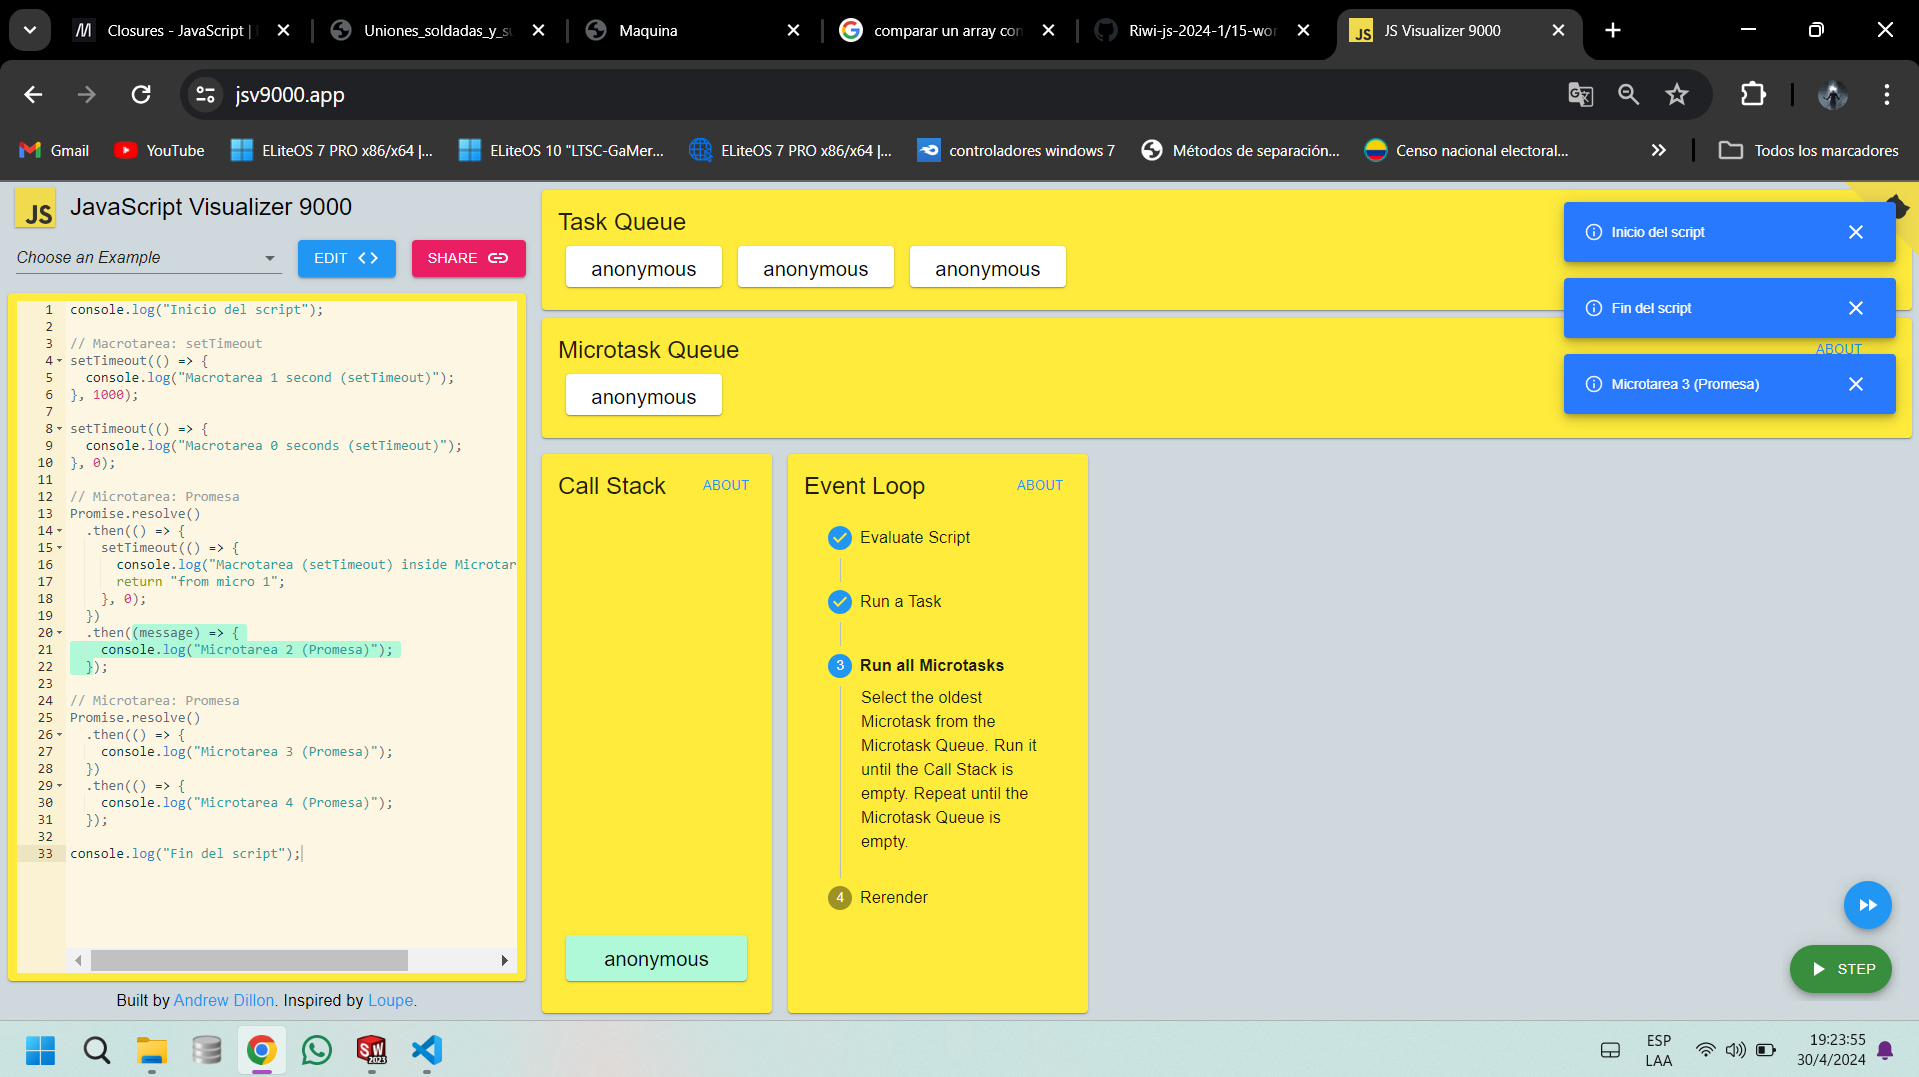 Closures - JavaScript |
Uniones_soldadas_y_su
Maquina
comparar un array con
Riwi-js-2024-1/15-wor
JS
JS Visualizer 9000
jsv9000.app
Gmail
YouTube
ELiteOS 7 PRO x86/x64 |...
ELiteOS 10 "LTSC-GaMer...
ELiteOS 7 PRO x86/x64 |...
controladores windows 7
Métodos de separación...
Censo nacional electoral...
Todos los marcadores
JS
JavaScript Visualizer 9000
Choose an Example
EDIT
SHARE
1 console.log("Inicio del script");
2
3 // Macrotarea: setTimeout
4 setTimeout(() => {
5 console.log("Macrotarea 1 second (setTimeout)");
6 }, 1000);
7
8 setTimeout(() => {
9 console.log("Macrotarea 0 seconds (setTimeout)");
10 }, 0);
11
12 // Microtarea: Promesa
13 Promise.resolve()
14 .then(() => {
15 setTimeout(() => {
16 console.log("Macrotarea (setTimeout) inside Microtar
17 return "from micro 1";
18 }, 0);
19 })
20 .then((message) => {
21 console.log("Microtarea 2 (Promesa)");
22 });
23
24 // Microtarea: Promesa
25 Promise.resolve()
26 .then(() => {
27 console.log("Microtarea 3 (Promesa)");
28 })
29 .then(() => {
30 console.log("Microtarea 4 (Promesa)");
31 });
32
33 console.log("Fin del script");
Built by Andrew Dillon. Inspired by Loupe.
Task Queue
anonymous
anonymous
anonymous
Microtask Queue
ABOUT
anonymous
Inicio del script
Fin del script
Microtarea 3 (Promesa)
Call Stack
ABOUT
anonymous
Event Loop
ABOUT
Evaluate Script
Run a Task
3 Run all Microtasks
Select the oldest
Microtask from the
Microtask Queue. Run it
until the Call Stack is
empty. Repeat until the
Microtask Queue is
empty.
4 Rerender
STEP
SW
2023
ESP
LAA
19:23:55
30/4/2024